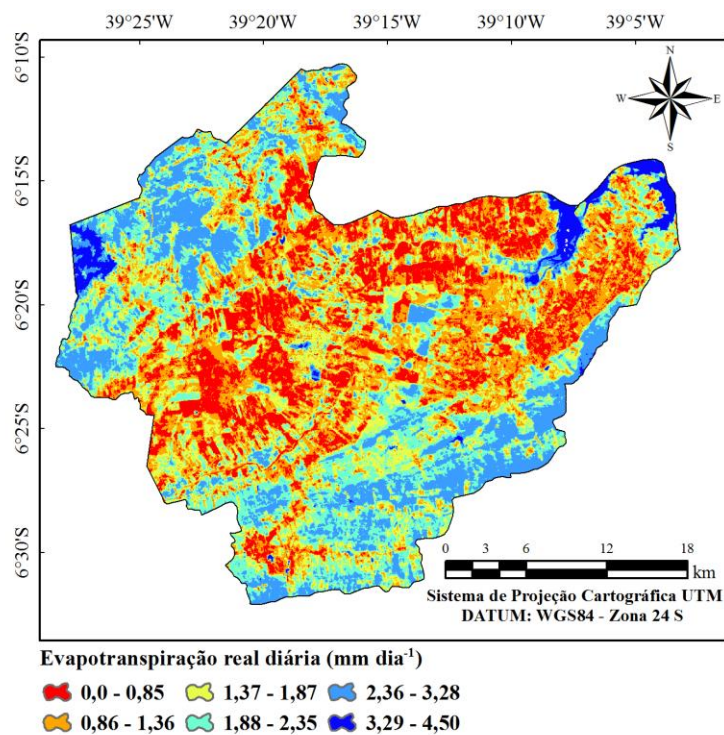 39°25'W 39°20'W 39°15'W 39°10'W 39°5'W
6°10'S
6°15'S
6°20'S
6°25'S
6°30'S
N
W E
S
0 3 6 12 18
km
Sistema de Projeção Cartográfica UTM
DATUM: WGS84 - Zona 24 S
Evapotranspiração real diária (mm dia⁻¹)
0,0 - 0,85 1,37 - 1,87 2,36 - 3,28
0,86 - 1,36 1,88 - 2,35 3,29 - 4,50